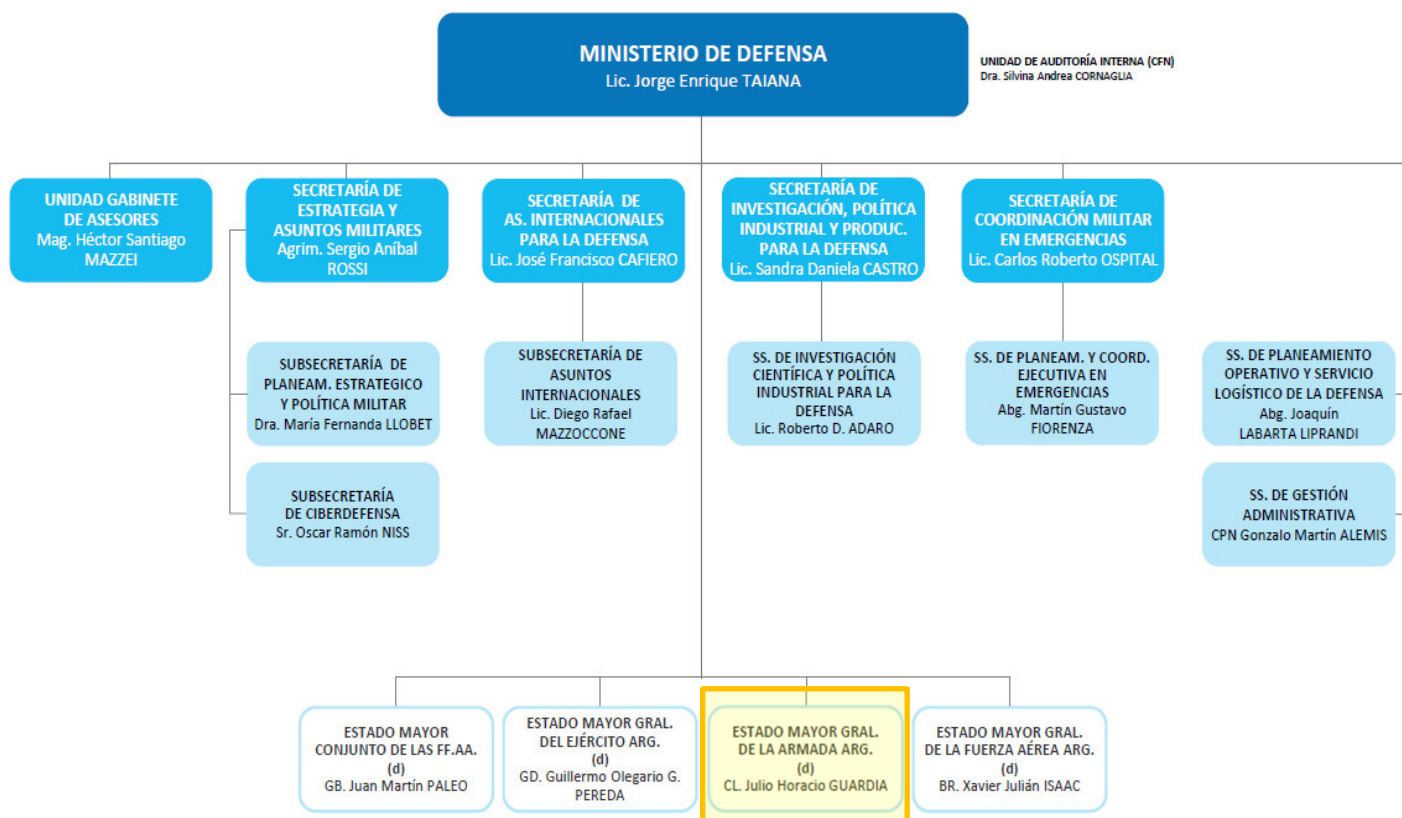 MINISTERIO DE DEFENSA
Lic. Jorge Enrique TAIANA
UNIDAD DE AUDITORÍA INTERNA (CFN)
Dra. Silvina Andrea CORNAGLIA
UNIDAD GABINETE
DE ASESORES
Mag. Héctor Santiago
MAZZEI
SECRETARÍA DE
ESTRATEGIA Y
ASUNTOS MILITARES
Agrim. Sergio Aníbal
ROSSI
SECRETARÍA DE
AS. INTERNACIONALES
PARA LA DEFENSA
Lic. José Francisco CAFIERO
SECRETARÍA DE
INVESTIGACIÓN, POLÍTICA
INDUSTRIAL Y PRODUC.
PARA LA DEFENSA
Lic. Sandra Daniela CASTRO
SECRETARÍA DE
COORDINACIÓN MILITAR
EN EMERGENCIAS
Lic. Carlos Roberto OSPITAL
SUBSECRETARÍA DE
PLANEAM. ESTRATEGICO
Y POLÍTICA MILITAR
Dra. María Fernanda LLOBET
SUBSECRETARÍA DE
ASUNTOS
INTERNACIONALES
Lic. Diego Rafael
MAZZOCCONE
SS. DE INVESTIGACIÓN
CIENTÍFICA Y POLÍTICA
INDUSTRIAL PARA LA
DEFENSA
Lic. Roberto D. ADARO
SS. DE PLANEAM. Y COORD.
EJECUTIVA EN
EMERGENCIAS
Abg. Martín Gustavo
FIORENZA
SS. DE PLANEAMIENTO
OPERATIVO Y SERVICIO
LOGÍSTICO DE LA DEFENSA
Abg. Joaquín
LABARTA LIPRANDI
SUBSECRETARÍA
DE CIBERDEFENSA
Sr. Oscar Ramón NISS
SS. DE GESTIÓN
ADMINISTRATIVA
CPN Gonzalo Martín ALEMIS
ESTADO MAYOR
CONJUNTO DE LAS FF.AA.
(d)
GB. Juan Martín PALEO
ESTADO MAYOR GRAL.
DEL EJÉRCITO ARG.
(d)
GD. Guillermo Olegario G.
PEREDA
ESTADO MAYOR GRAL.
DE LA ARMADA ARG.
(d)
CL. Julio Horacio GUARDIA
ESTADO MAYOR GRAL.
DE LA FUERZA AÉREA ARG.
(d)
BR. Xavier Julián ISAAC